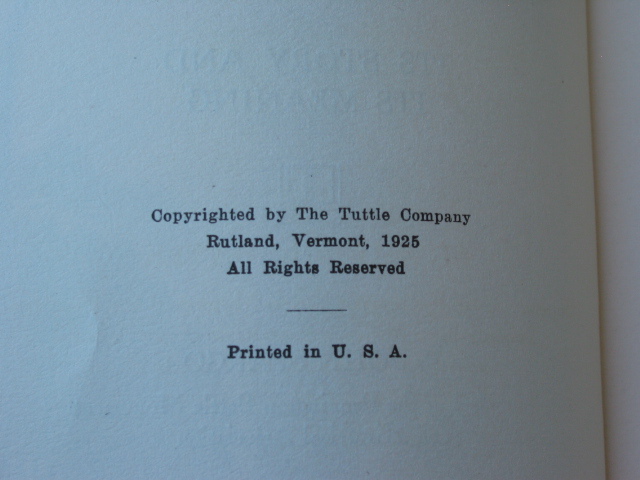 Copyrighted by The Tuttle Company
Rutland, Vermont, 1925
All Rights Reserved
Printed in U. S. A.